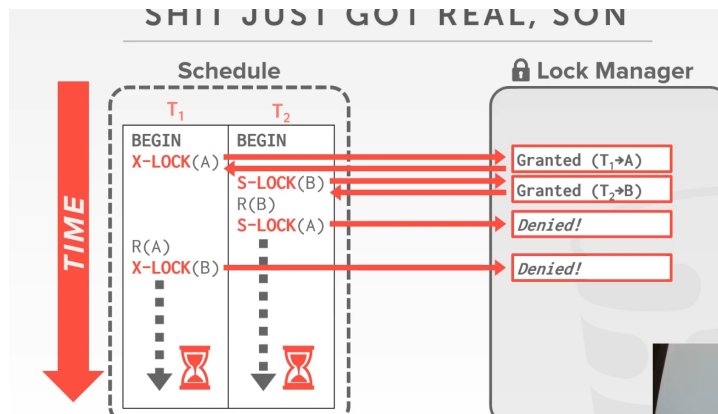 SHIT JUST GOT REAL, SON
Schedule
Lock Manager
TIME
T1
T2
BEGIN
BEGIN
X-LOCK(A)
Granted (T1→A)
S-LOCK(B)
Granted (T2→B)
R(B)
S-LOCK(A)
Denied!
R(A)
X-LOCK(B)
Denied!